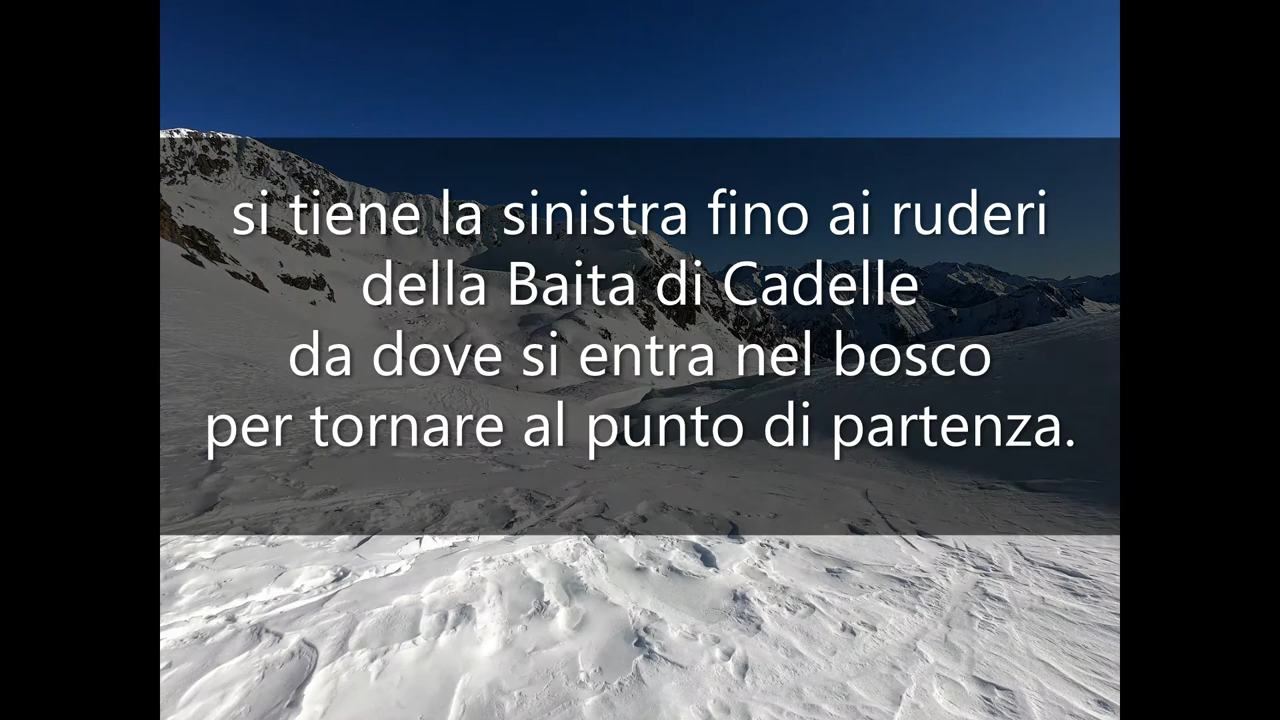 si tiene la sinistra fino ai ruderi
della Baita di Cadelle
da dove si entra nel bosco
per tornare al punto di partenza.